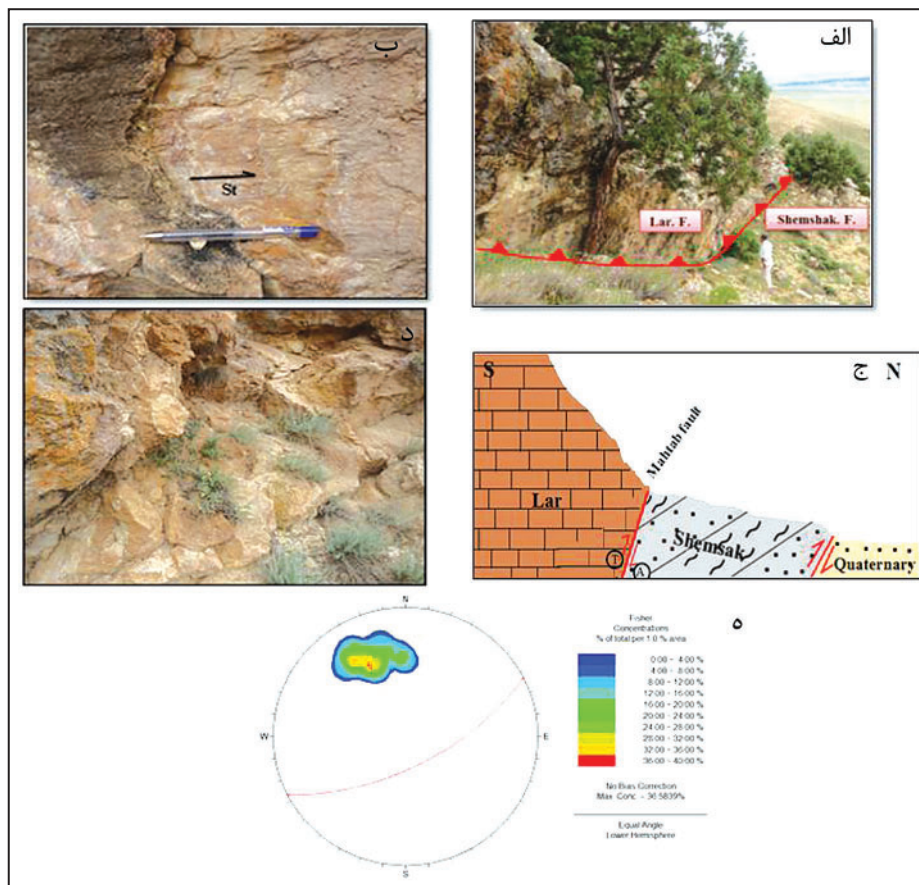 الف
Lar. F.
Shemshak. F.
ب
St
ج
S
N
Mahtab fault
Lar
Shemsak
Quaternary
T
A
د
ه
N
W
E
S
Fisher
Concentrations
% of total per 1.0 % area
0.00 ~ 4.00 %
4.00 ~ 8.00 %
8.00 ~ 12.00 %
12.00 ~ 16.00 %
16.00 ~ 20.00 %
20.00 ~ 24.00 %
24.00 ~ 28.00 %
28.00 ~ 32.00 %
32.00 ~ 36.00 %
36.00 ~ 40.00 %
No Bias Correction
Max. Conc. = 36.5839%
Equal Angle
Lower Hemisphere